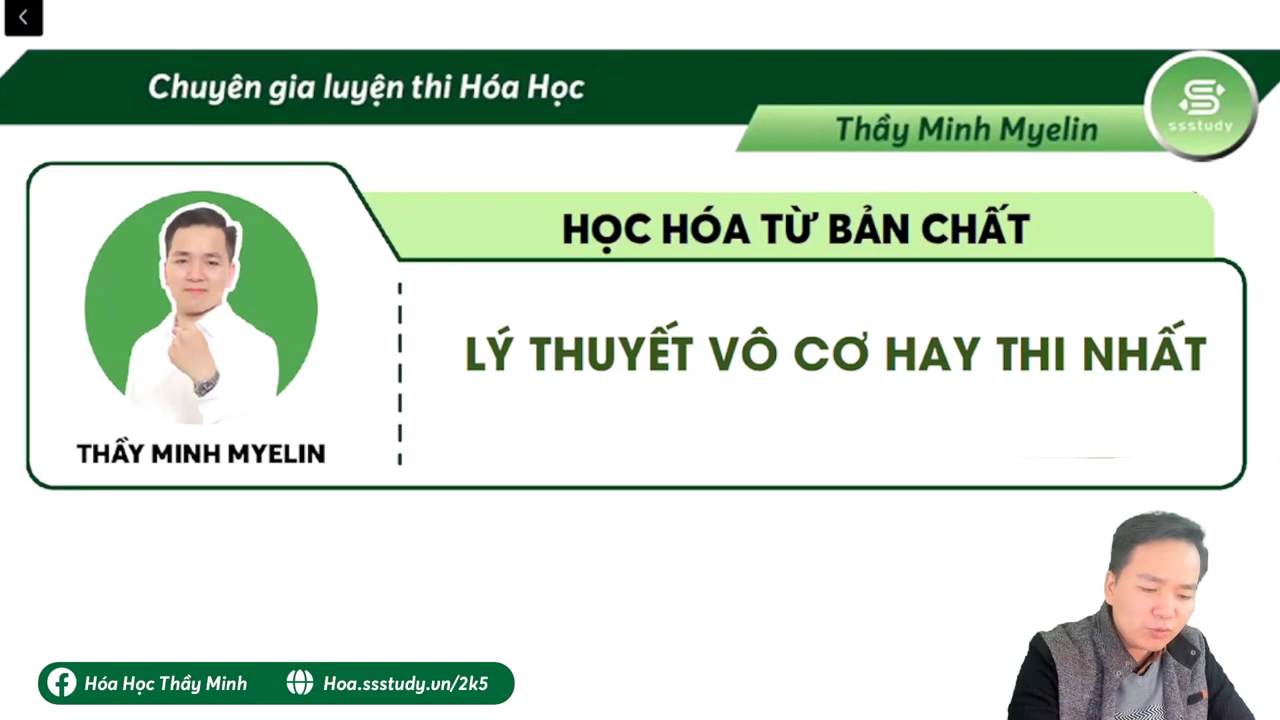 Chuyên gia luyện thi Hóa Học
Thầy Minh Myelin
ssstudy
HỌC HÓA TỪ BẢN CHẤT
LÝ THUYẾT VÔ CƠ HAY THI NHẤT
THẦY MINH MYELIN
Hóa Học Thầy Minh
Hoa.ssstudy.vn/2k5